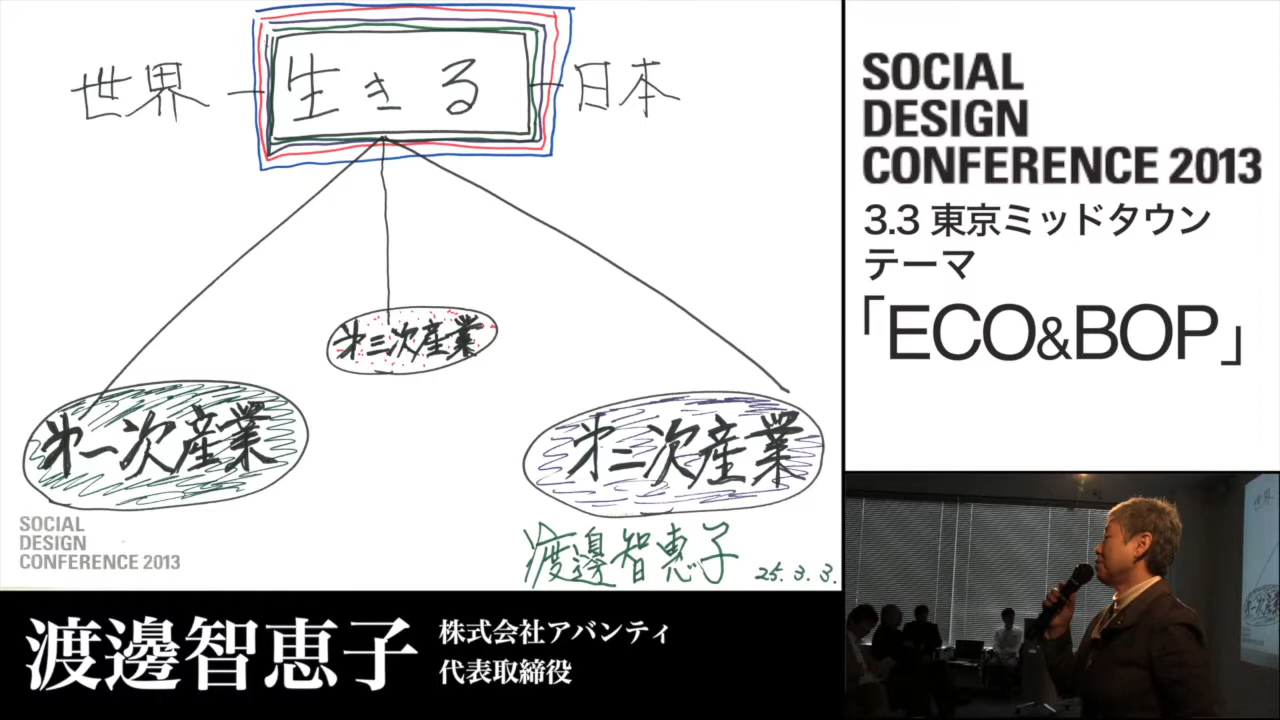 世界
生きる
日本
第三次産業
第一次産業
第二次産業
SOCIAL
DESIGN
CONFERENCE 2013
渡邊智恵子
25.3.3.
渡邊智恵子
株式会社アバンティ
代表取締役
SOCIAL
DESIGN
CONFERENCE 2013
3.3 東京ミッドタウン
テーマ
「ECO&BOP」
世界